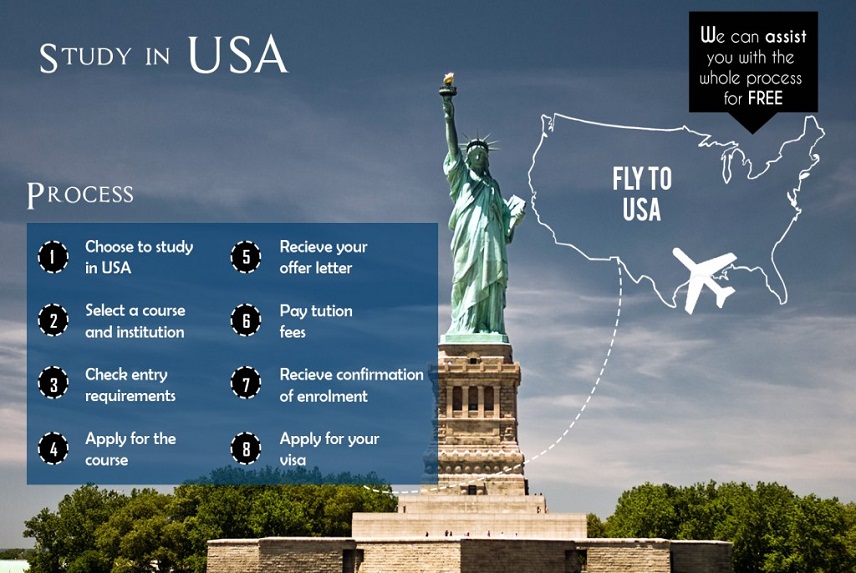 Study in USA
We can assist
you with the
whole process
for FREE
FLY TO
USA
Process
1 Choose to study
in USA
2 Select a course
and institution
3 Check entry
requirements
4 Apply for the
course
5 Recieve your
offer letter
6 Pay tution
fees
7 Recieve confirmation
of enrolment
8 Apply for your
visa